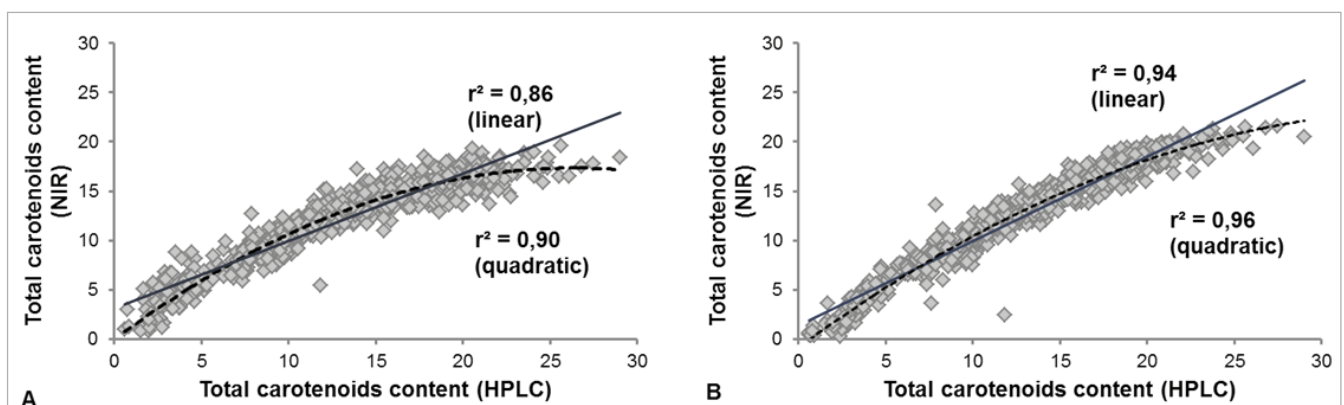 30
25
20
15
10
5
0
Total carotenoids content
(NIR)
r² = 0,86
(linear)
r² = 0,90
(quadratic)
0 5 10 15 20 25 30
Total carotenoids content (HPLC)
A
30
25
20
15
10
5
0
Total carotenoids content
(NIR)
r² = 0,94
(linear)
r² = 0,96
(quadratic)
0 5 10 15 20 25 30
Total carotenoids content (HPLC)
B